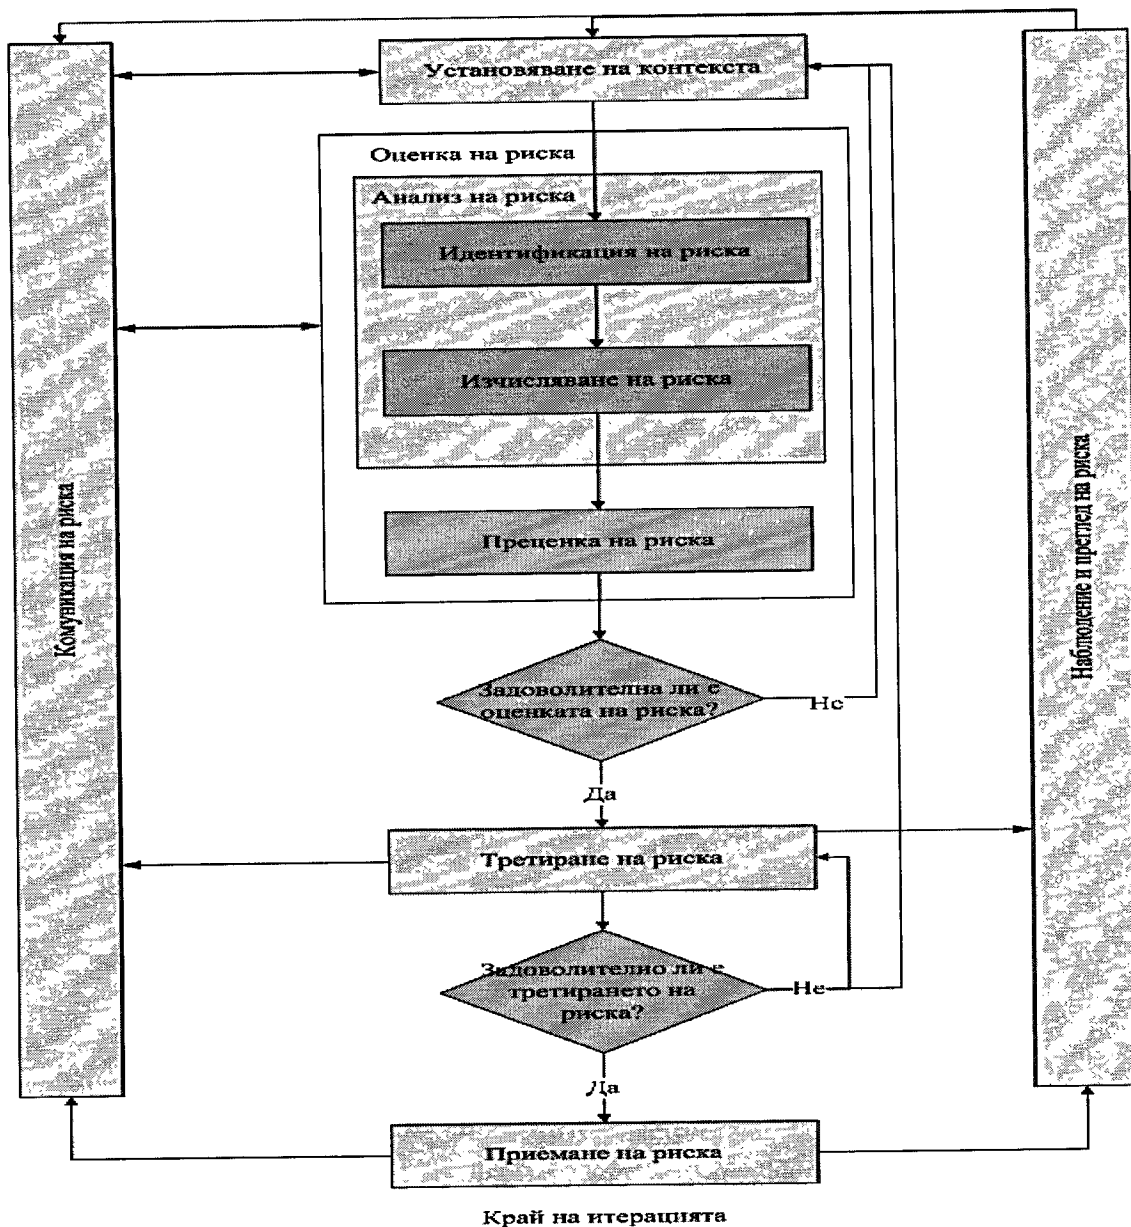 Установяване на контекста
Оценка на риска
Анализ на риска
Идентификация на риска
Изчисляване на риска
Преценка на риска
Комуникация на риска
Наблюдение и преглед на риска
Задоволителна ли е
оценката на риска?
Не
Да
Третиране на риска
Задоволително ли е
третирането на
риска?
Не
Да
Приемане на риска
Край на итерацията